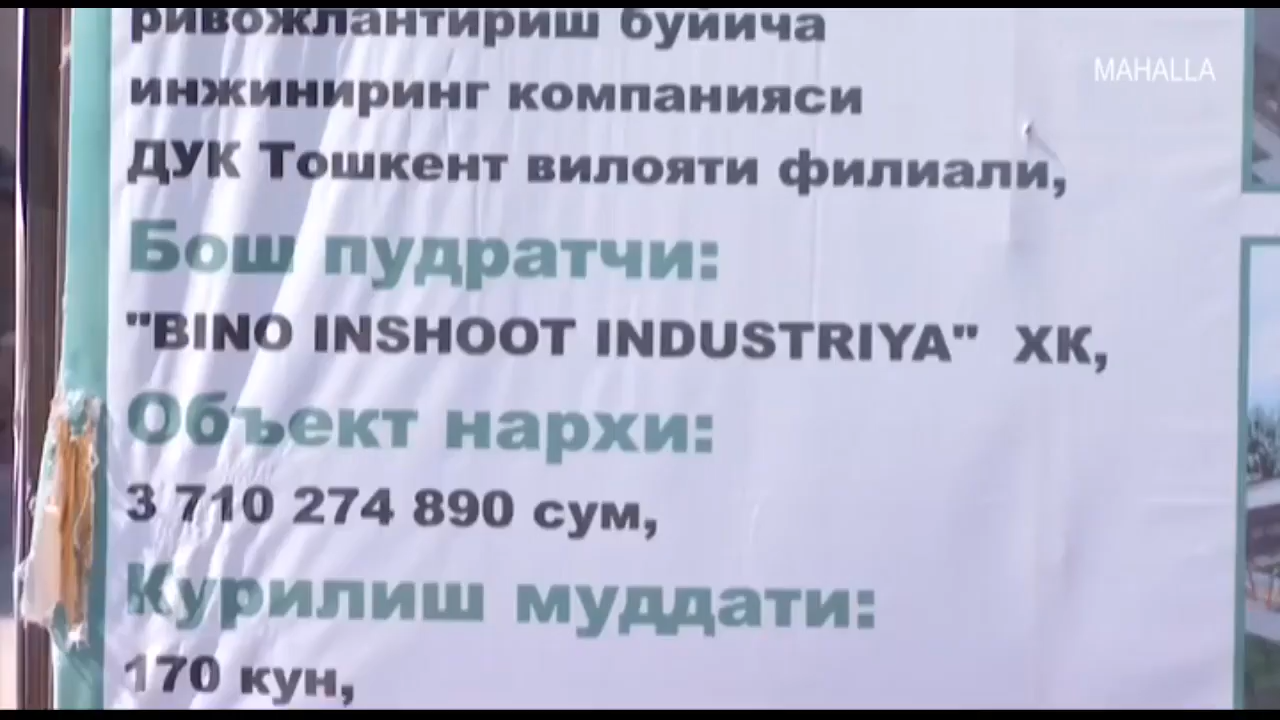 ривожлантириш буйича
MAHALLA
инжиниринг компанияси
ДУК Тошкент вилояти филиали,
Бош пудратчи:
"BINO INSHOOT INDUSTRIYA" ХК,
Объект нархи:
3 710 274 890 сум,
Курилиш муддати:
170 кун,